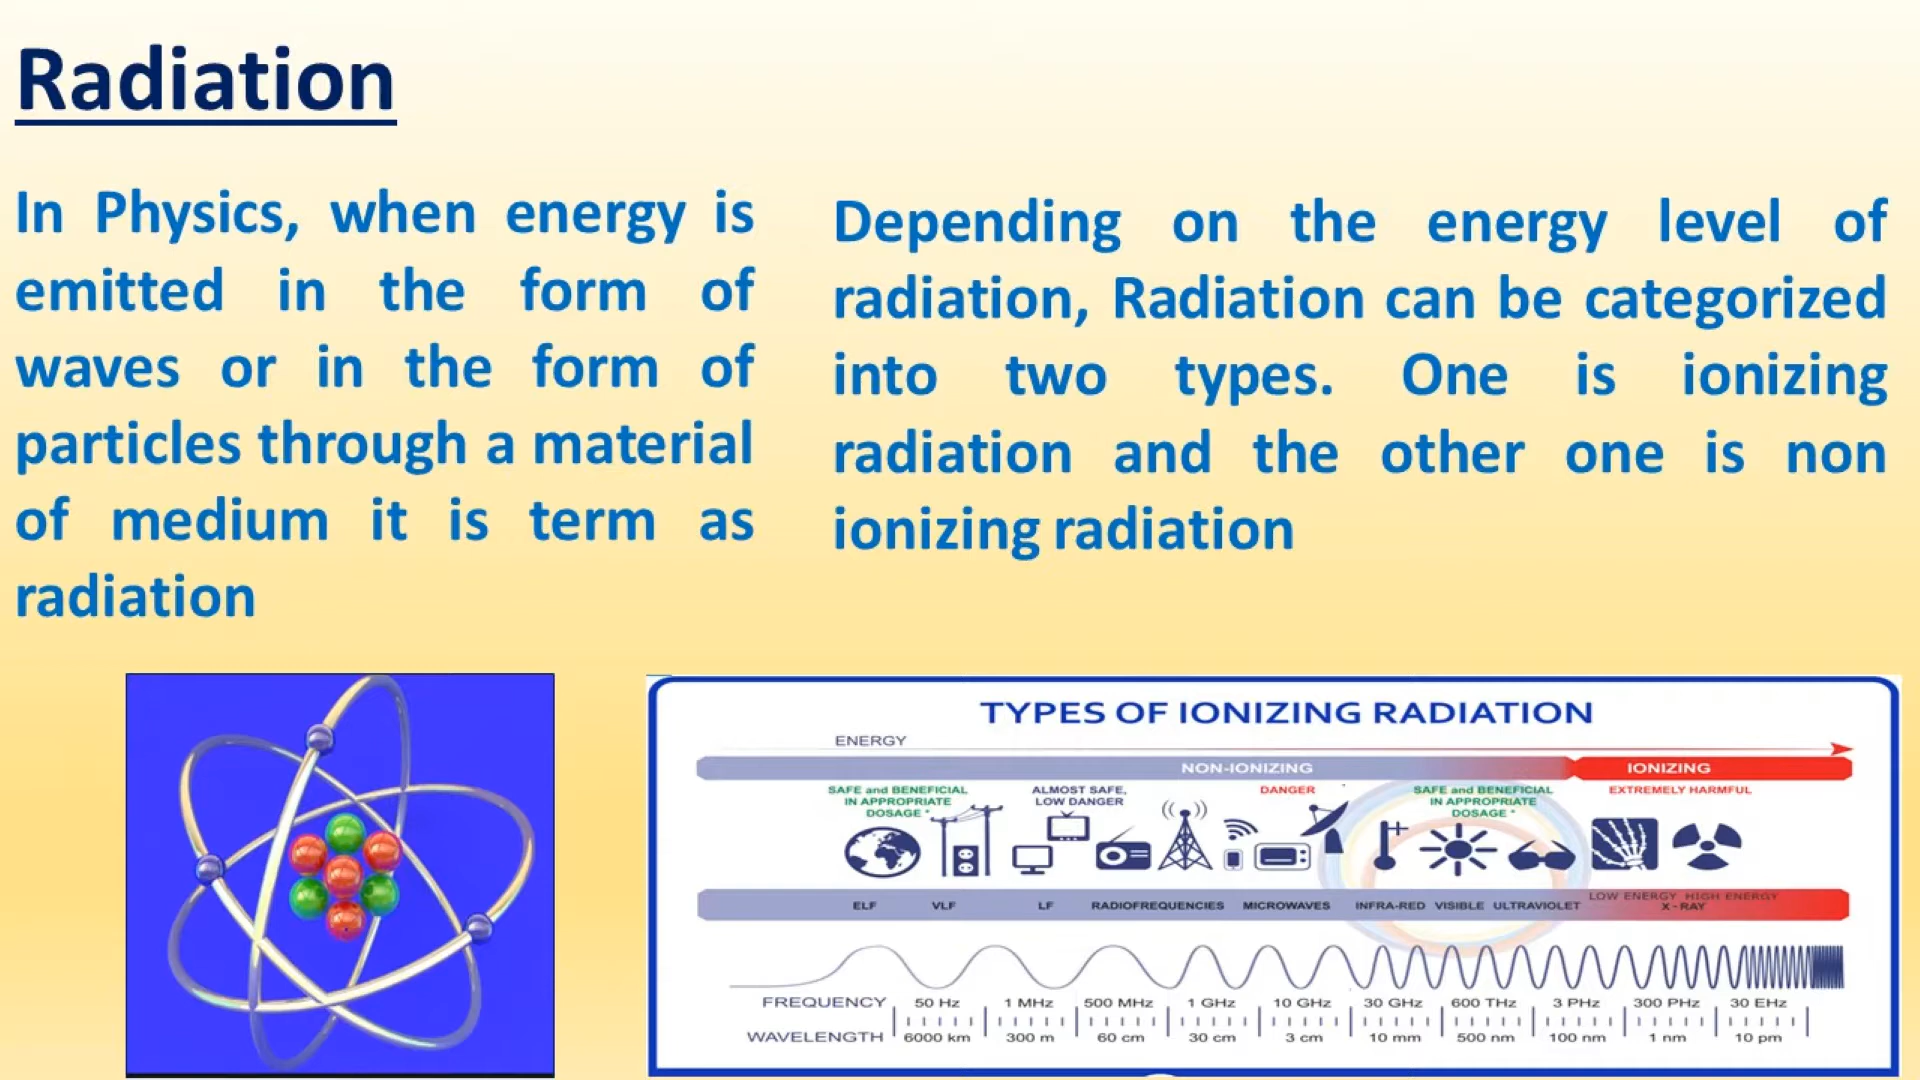 Radiation
In Physics, when energy is
emitted in the form of
waves or in the form of
particles through a material
of medium it is term as
radiation
Depending on the energy level of
radiation, Radiation can be categorized
into two types. One is ionizing
radiation and the other one is non
ionizing radiation
TYPES OF IONIZING RADIATION
ENERGY
NON-IONIZING IONIZING
SAFE and BENEFICIAL
IN APPROPRIATE
DOSAGE *
ALMOST SAFE,
LOW DANGER
DANGER
SAFE and BENEFICIAL
IN APPROPRIATE
DOSAGE *
EXTREMELY HARMFUL
ELF VLF LF RADIOFREQUENCIES MICROWAVES INFRA-RED VISIBLE ULTRAVIOLET
LOW ENERGY HIGH ENERGY
X - RAY
FREQUENCY 50 Hz 1 MHz 500 MHz 1 GHz 10 GHz 30 GHz 600 THz 3 PHz 300 PHz 30 EHz
WAVELENGTH 6000 km 300 m 60 cm 30 cm 3 cm 10 mm 500 nm 100 nm 1 nm 10 pm